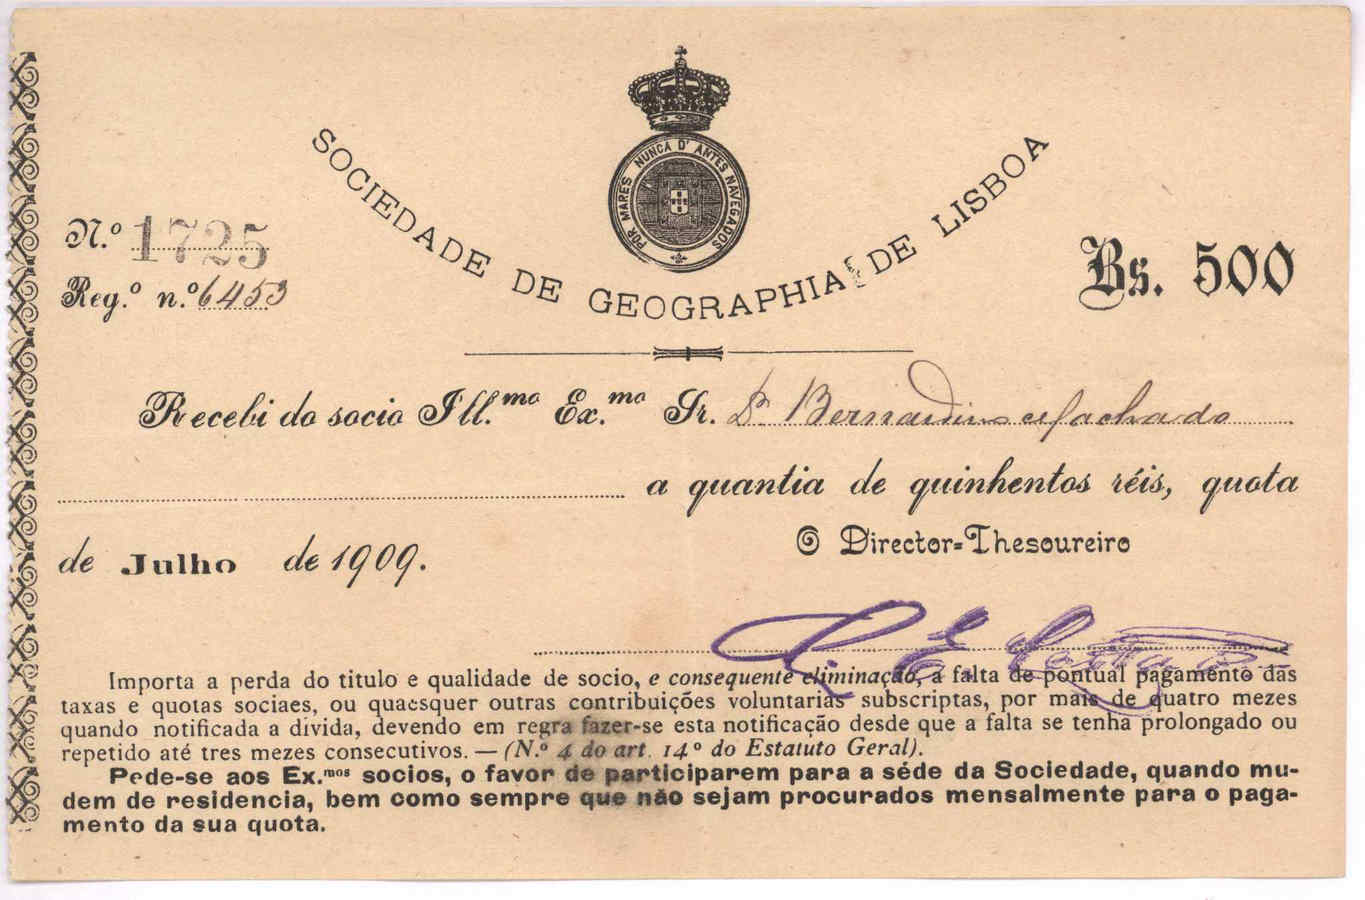 POR MARES NUNCA D' ANTES NAVEGADOS
SOCIEDADE DE GEOGRAPHIA DE LISBOA
N.º 1725
Reg.º n.º 6453
Rs. 500
Recebi do socio Ill.mo Ex.mo Sr. Dr Bernardino Machado
a quantia de quinhentos réis, quota
de Julho de 1909.
O Director-Thesoureiro
Importa a perda do titulo e qualidade de socio, e consequente eliminação, a falta de pontual pagamento das
taxas e quotas sociaes, ou quaesquer outras contribuições voluntarias subscriptas, por mais de quatro mezes
quando notificada a divida, devendo em regra fazer-se esta notificação desde que a falta se tenha prolongado ou
repetido até tres mezes consecutivos. — (N.º 4 do art. 14º do Estatuto Geral).
Pede-se aos Ex.mos socios, o favor de participarem para a séde da Sociedade, quando mu-
dem de residencia, bem como sempre que não sejam procurados mensalmente para o paga-
mento da sua quota.